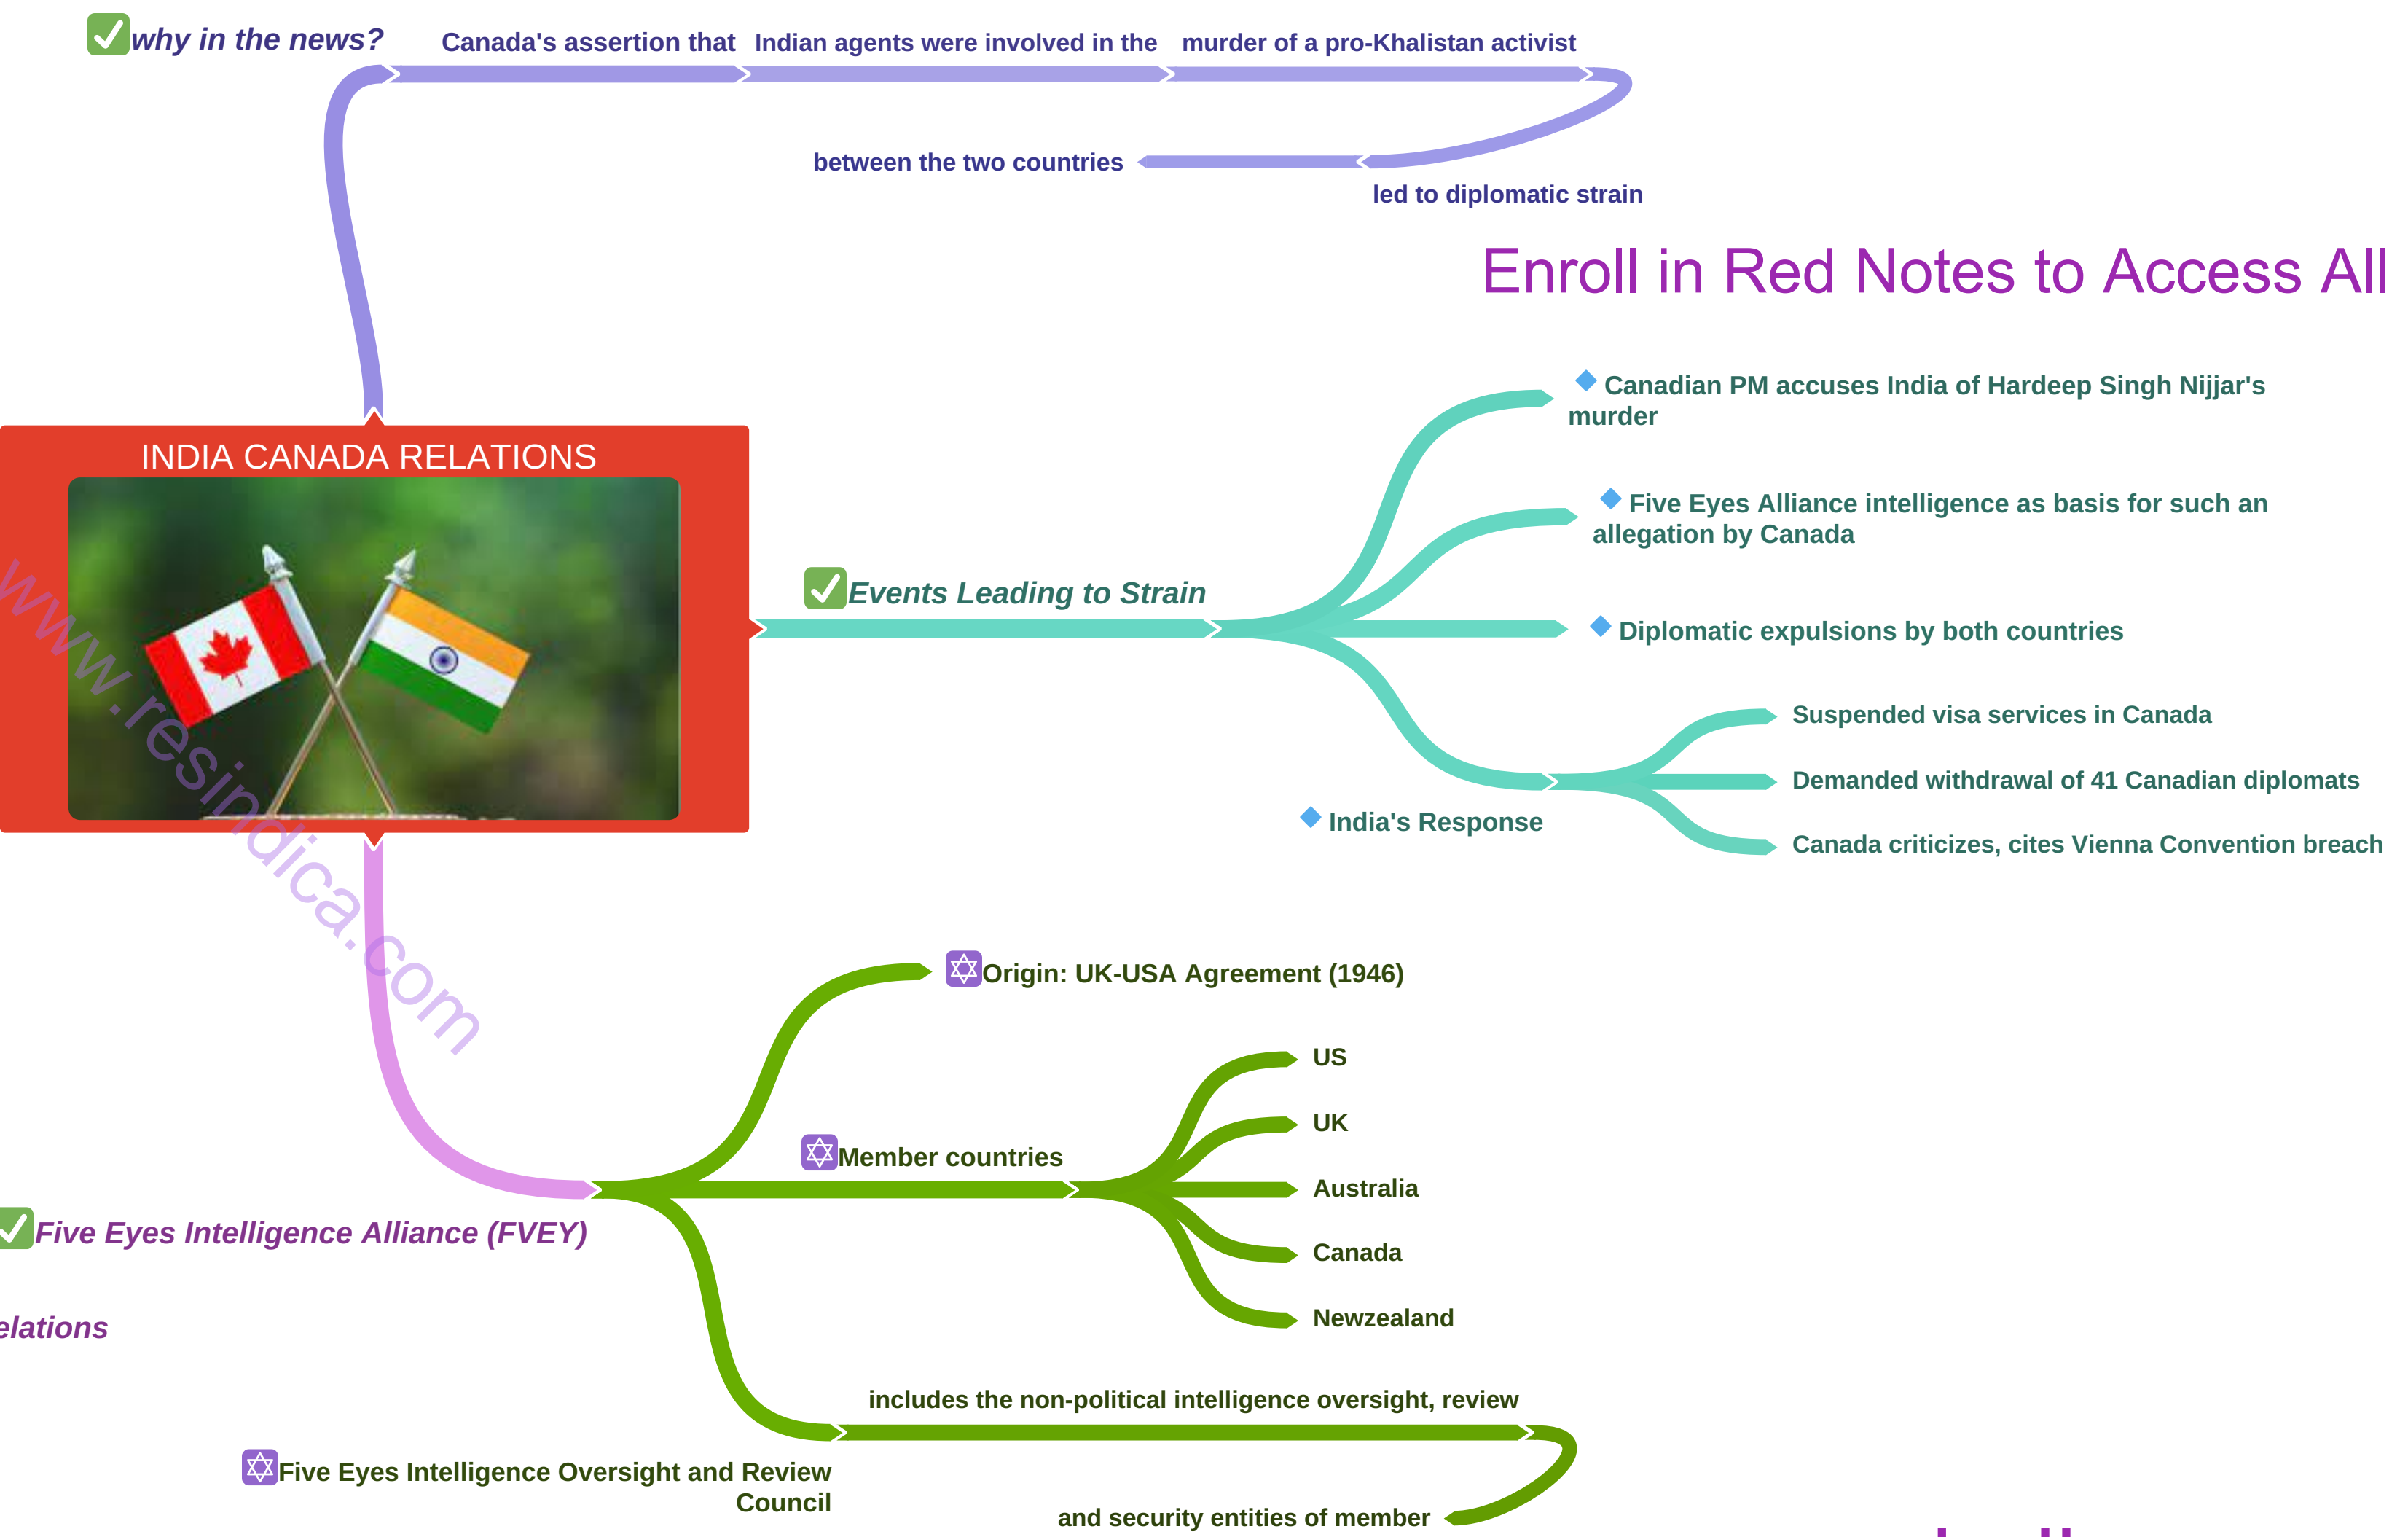 why in the news?
Canada's assertion that
Indian agents were involved in the
murder of a pro-Khalistan activist
led to diplomatic strain
between the two countries
Enroll in Red Notes to Access All
INDIA CANADA RELATIONS
www.resindica.com
Events Leading to Strain
Canadian PM accuses India of Hardeep Singh Nijjar's
murder
Five Eyes Alliance intelligence as basis for such an
allegation by Canada
Diplomatic expulsions by both countries
India's Response
Suspended visa services in Canada
Demanded withdrawal of 41 Canadian diplomats
Canada criticizes, cites Vienna Convention breach
Five Eyes Intelligence Alliance (FVEY)
elations
Origin: UK-USA Agreement (1946)
Member countries
US
UK
Australia
Canada
Newzealand
Five Eyes Intelligence Oversight and Review
Council
includes the non-political intelligence oversight, review
and security entities of member